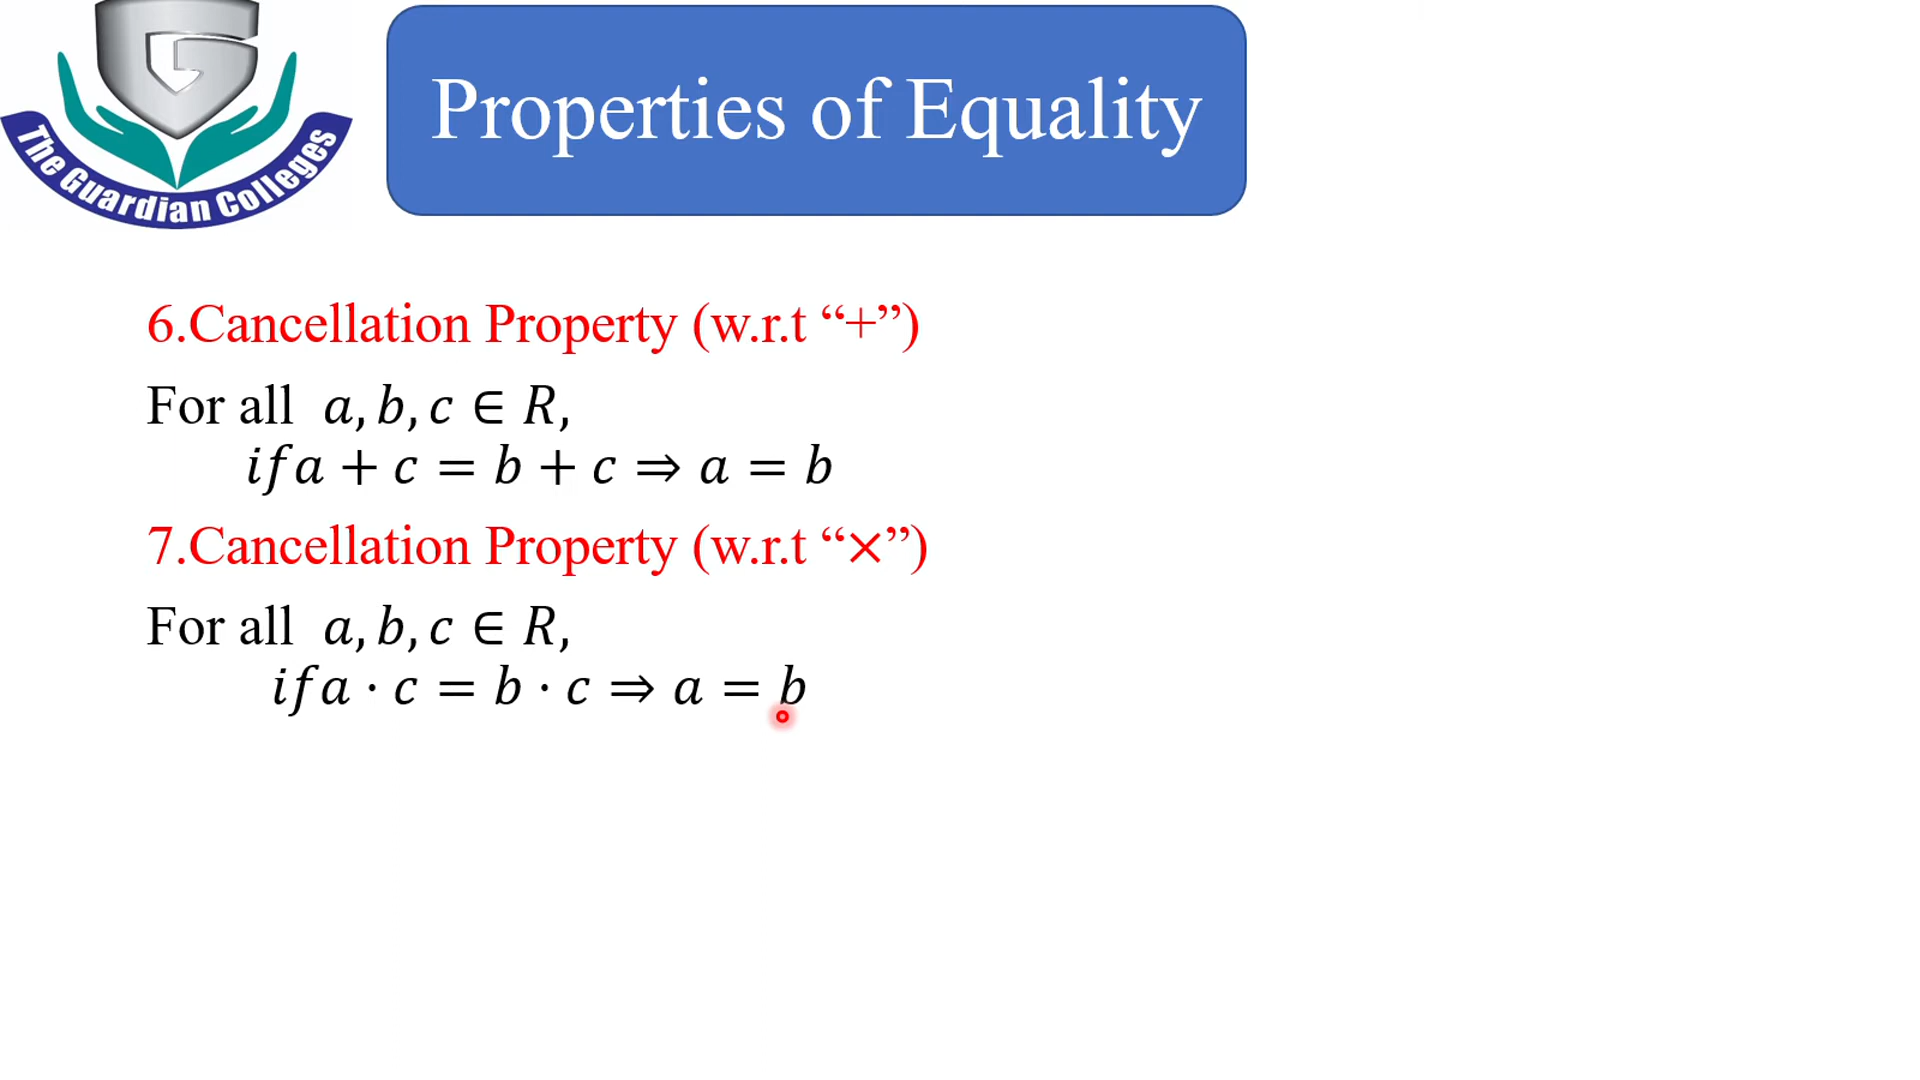 The Guardian Colleges
Properties of Equality
6.Cancellation Property (w.r.t “+”)
For all a, b, c ∈ R,
if a + c = b + c ⇒ a = b
7.Cancellation Property (w.r.t “×”)
For all a, b, c ∈ R,
if a · c = b · c ⇒ a = b